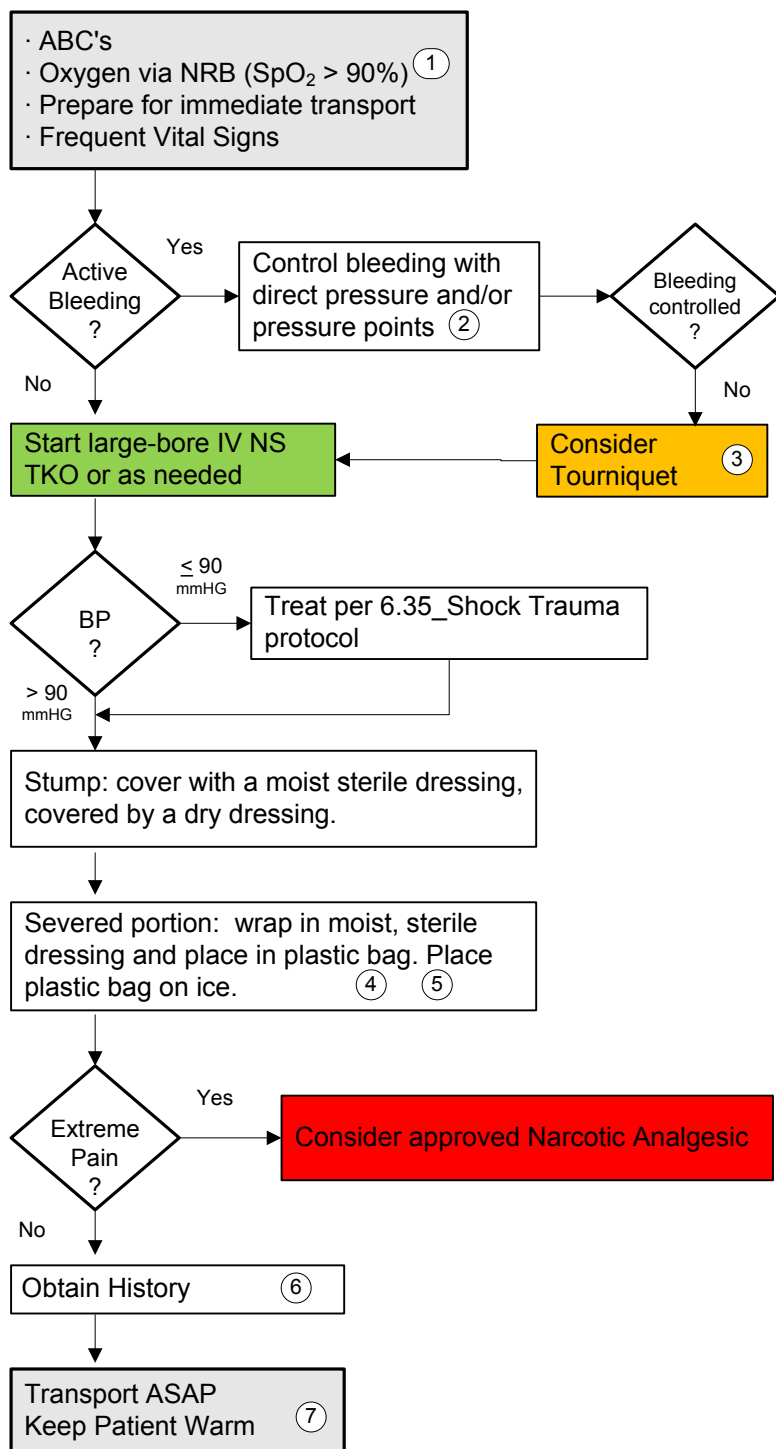 · ABC's
· Oxygen via NRB (SpO₂ > 90%) 1
· Prepare for immediate transport
· Frequent Vital Signs
Active
Bleeding
?
Yes
Control bleeding with
direct pressure and/or
pressure points 2
Bleeding
controlled
?
No
No
Start large-bore IV NS
TKO or as needed
Consider
Tourniquet 3
BP
?
≤ 90
mmHG
Treat per 6.35_Shock Trauma
protocol
> 90
mmHG
Stump: cover with a moist sterile dressing,
covered by a dry dressing.
Severed portion: wrap in moist, sterile
dressing and place in plastic bag. Place
plastic bag on ice. 4 5
Extreme
Pain
?
Yes
Consider approved Narcotic Analgesic
No
Obtain History 6
Transport ASAP
Keep Patient Warm 7